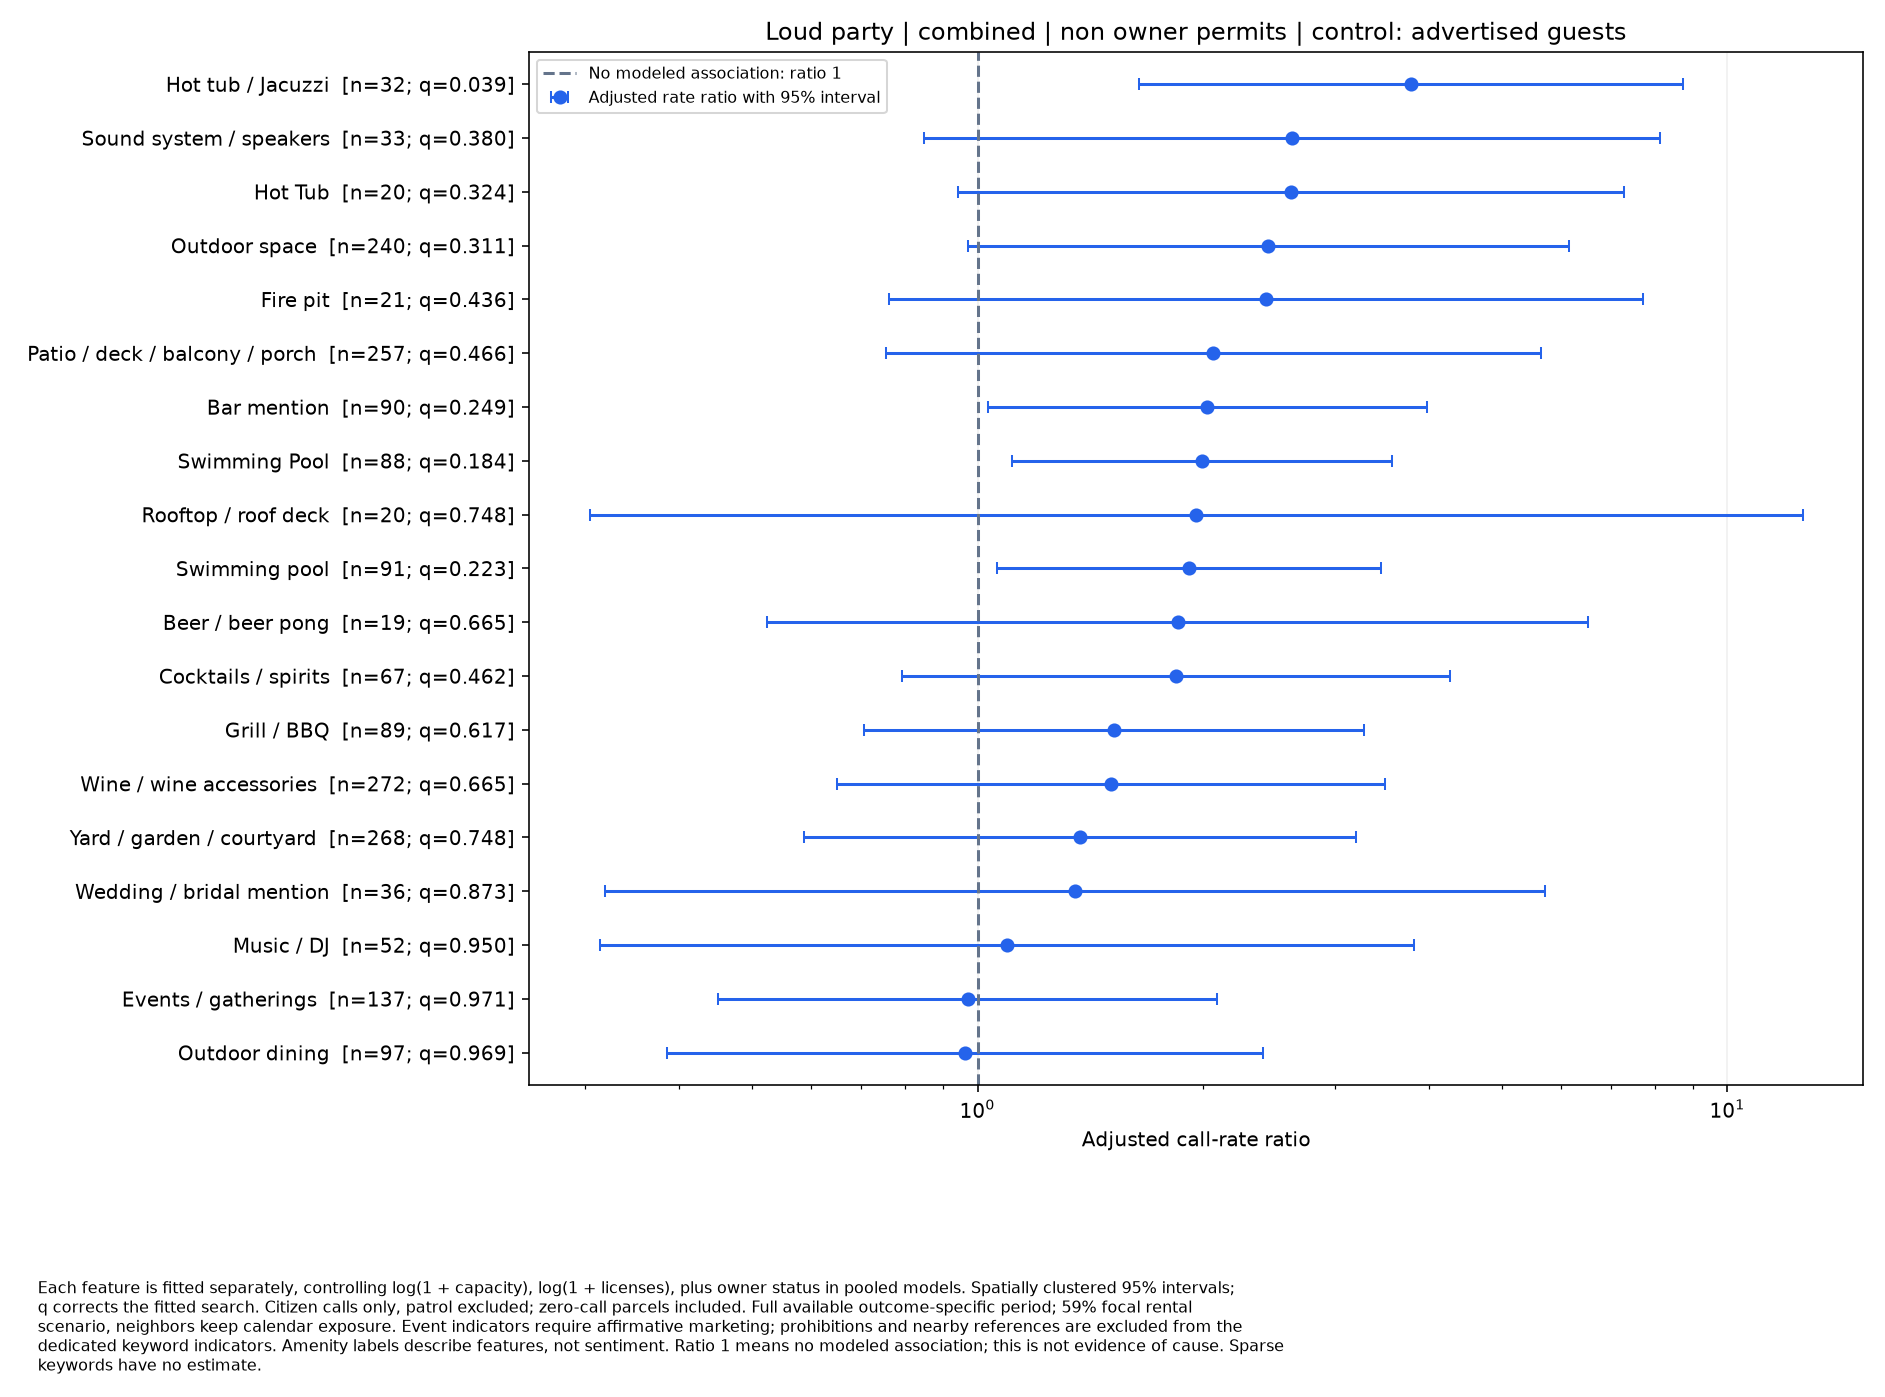 Loud party | combined | non owner permits | control: advertised guests
No modeled association: ratio 1
Adjusted rate ratio with 95% interval
Hot tub / Jacuzzi [n=32; q=0.039]
Sound system / speakers [n=33; q=0.380]
Hot Tub [n=20; q=0.324]
Outdoor space [n=240; q=0.311]
Fire pit [n=21; q=0.436]
Patio / deck / balcony / porch [n=257; q=0.466]
Bar mention [n=90; q=0.249]
Swimming Pool [n=88; q=0.184]
Rooftop / roof deck [n=20; q=0.748]
Swimming pool [n=91; q=0.223]
Beer / beer pong [n=19; q=0.665]
Cocktails / spirits [n=67; q=0.462]
Grill / BBQ [n=89; q=0.617]
Wine / wine accessories [n=272; q=0.665]
Yard / garden / courtyard [n=268; q=0.748]
Wedding / bridal mention [n=36; q=0.873]
Music / DJ [n=52; q=0.950]
Events / gatherings [n=137; q=0.971]
Outdoor dining [n=97; q=0.969]
10⁰ 10¹
Adjusted call-rate ratio
Each feature is fitted separately, controlling log(1 + capacity), log(1 + licenses), plus owner status in pooled models. Spatially clustered 95% intervals;
q corrects the fitted search. Citizen calls only, patrol excluded; zero-call parcels included. Full available outcome-specific period; 59% focal rental
scenario, neighbors keep calendar exposure. Event indicators require affirmative marketing; prohibitions and nearby references are excluded from the
dedicated keyword indicators. Amenity labels describe features, not sentiment. Ratio 1 means no modeled association; this is not evidence of cause. Sparse
keywords have no estimate.